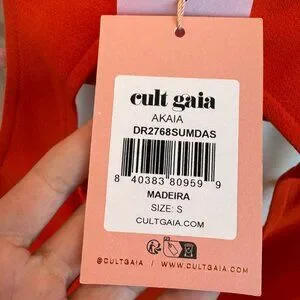 cult gaia
AKAIA
DR2768SUMDAS
8 40383 80959 9
MADEIRA
SIZE: S
CULTGAIA.COM
@CULTGAIA / WWW.CULTGAIA.COM